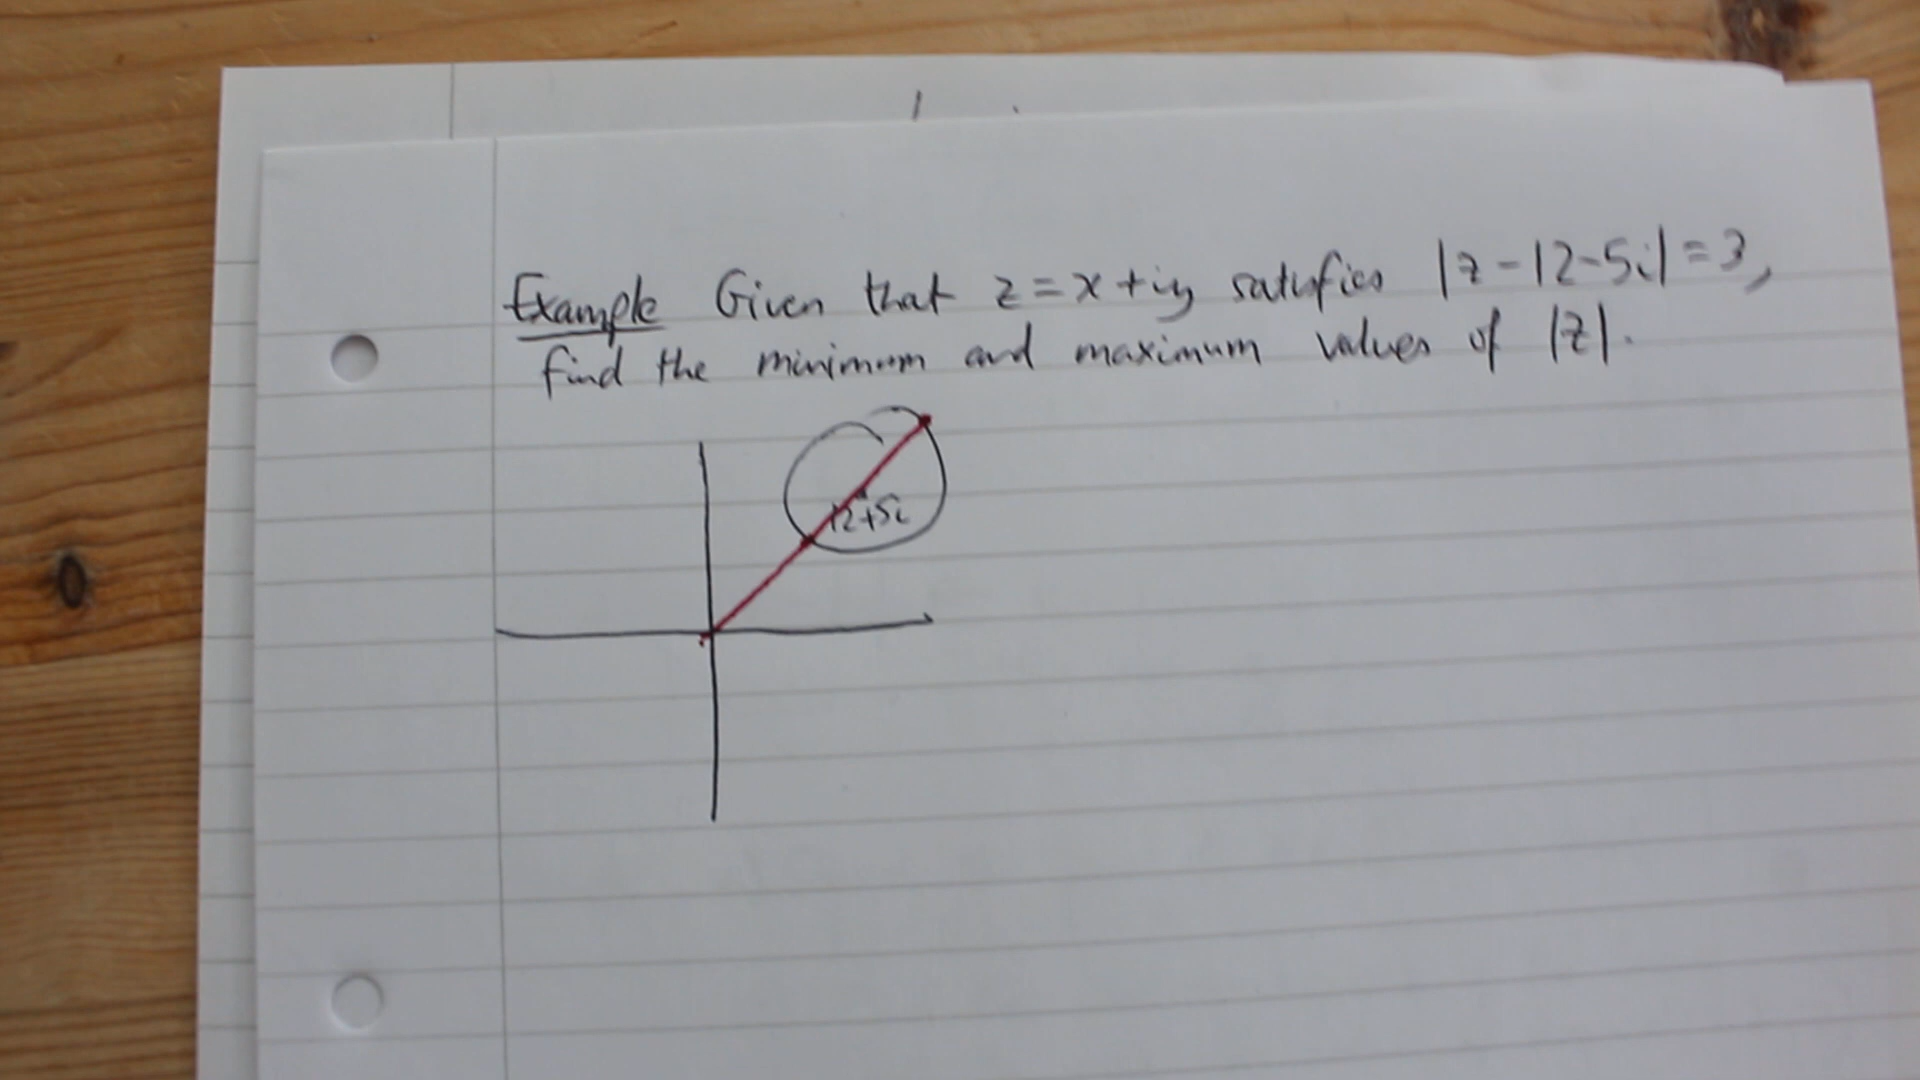 Example Given that z = x + iy satisfies |z - 12 - 5i| = 3,
find the minimum and maximum values of |z|.
12+5i